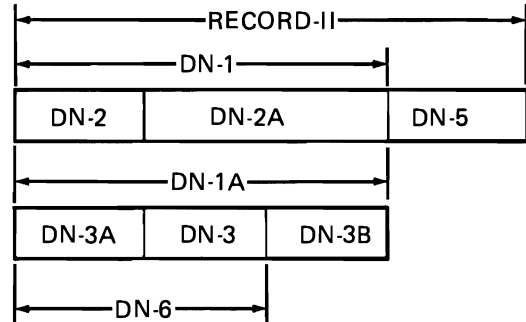 RECORD-II
DN-1
DN-2 DN-2A DN-5
DN-1A
DN-3A DN-3 DN-3B
DN-6